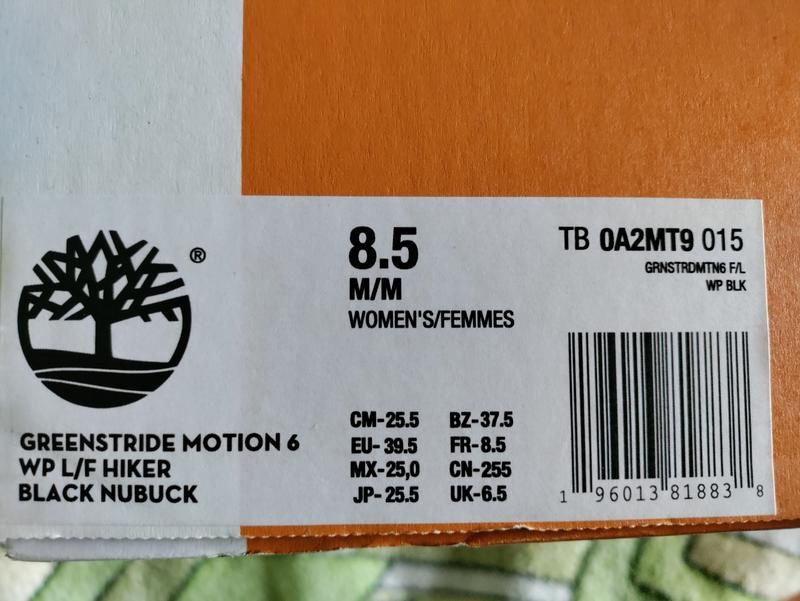 ®
GREENSTRIDE MOTION 6
WP L/F HIKER
BLACK NUBUCK
8.5
M/M
WOMEN'S/FEMMES
CM-25.5 BZ-37.5
EU- 39.5 FR-8.5
MX-25,0 CN-255
JP- 25.5 UK-6.5
TB 0A2MT9 015
GRNSTRDMTN6 F/L
WP BLK
1 96013 81883 8